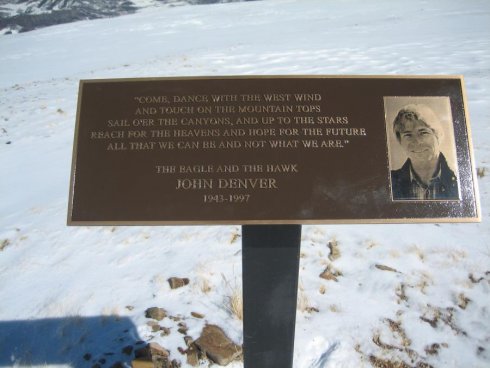 "COME, DANCE WITH THE WEST WIND
AND TOUCH ON THE MOUNTAIN TOPS
SAIL O'ER THE CANYONS, AND UP TO THE STARS
REACH FOR THE HEAVENS AND HOPE FOR THE FUTURE
ALL THAT WE CAN BE AND NOT WHAT WE ARE."
THE EAGLE AND THE HAWK
JOHN DENVER
1943-1997